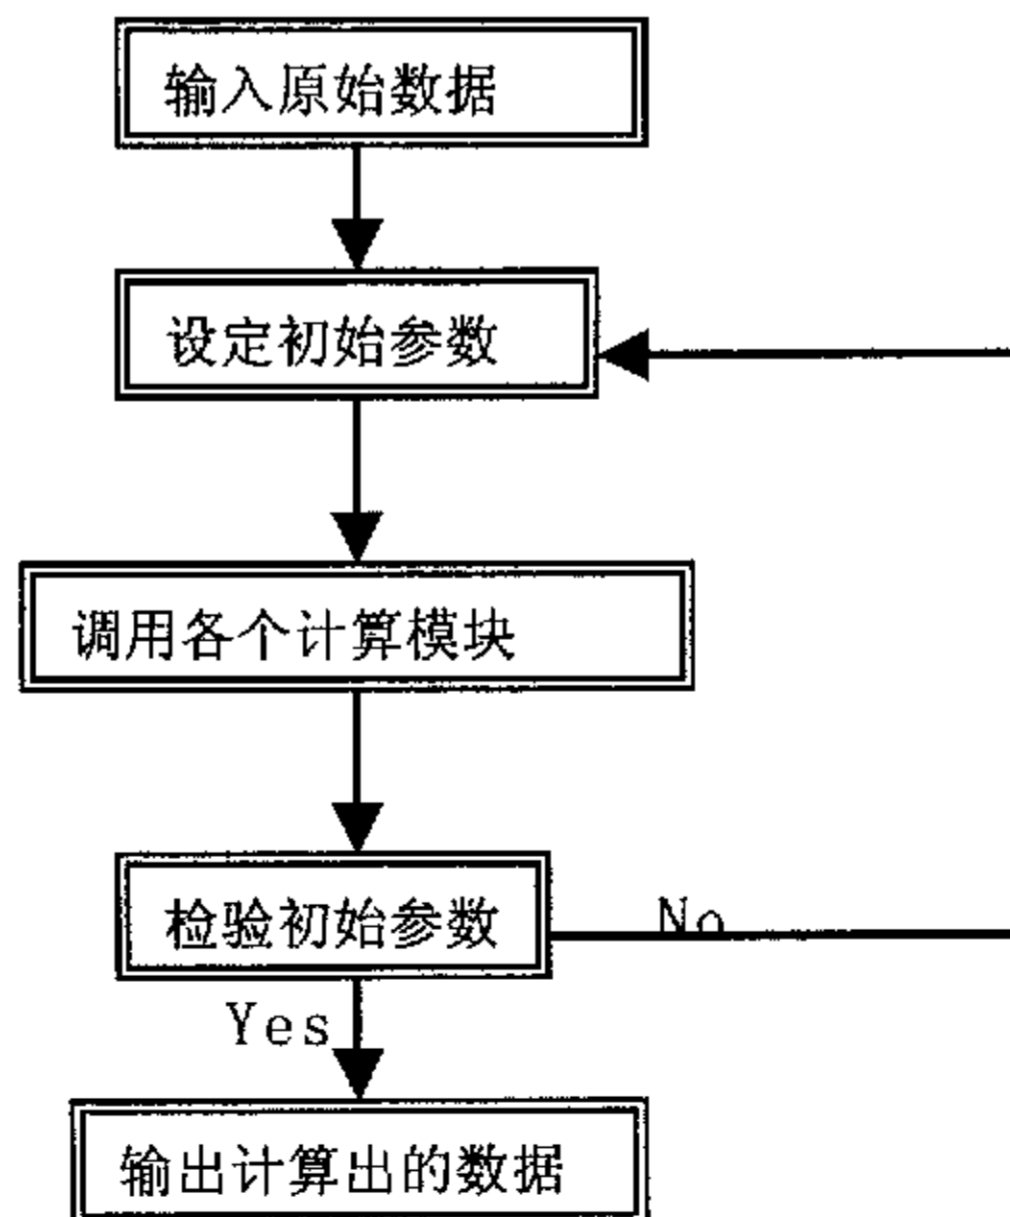 输入原始数据
设定初始参数
调用各个计算模块
检验初始参数
No
Yes
输出计算出的数据